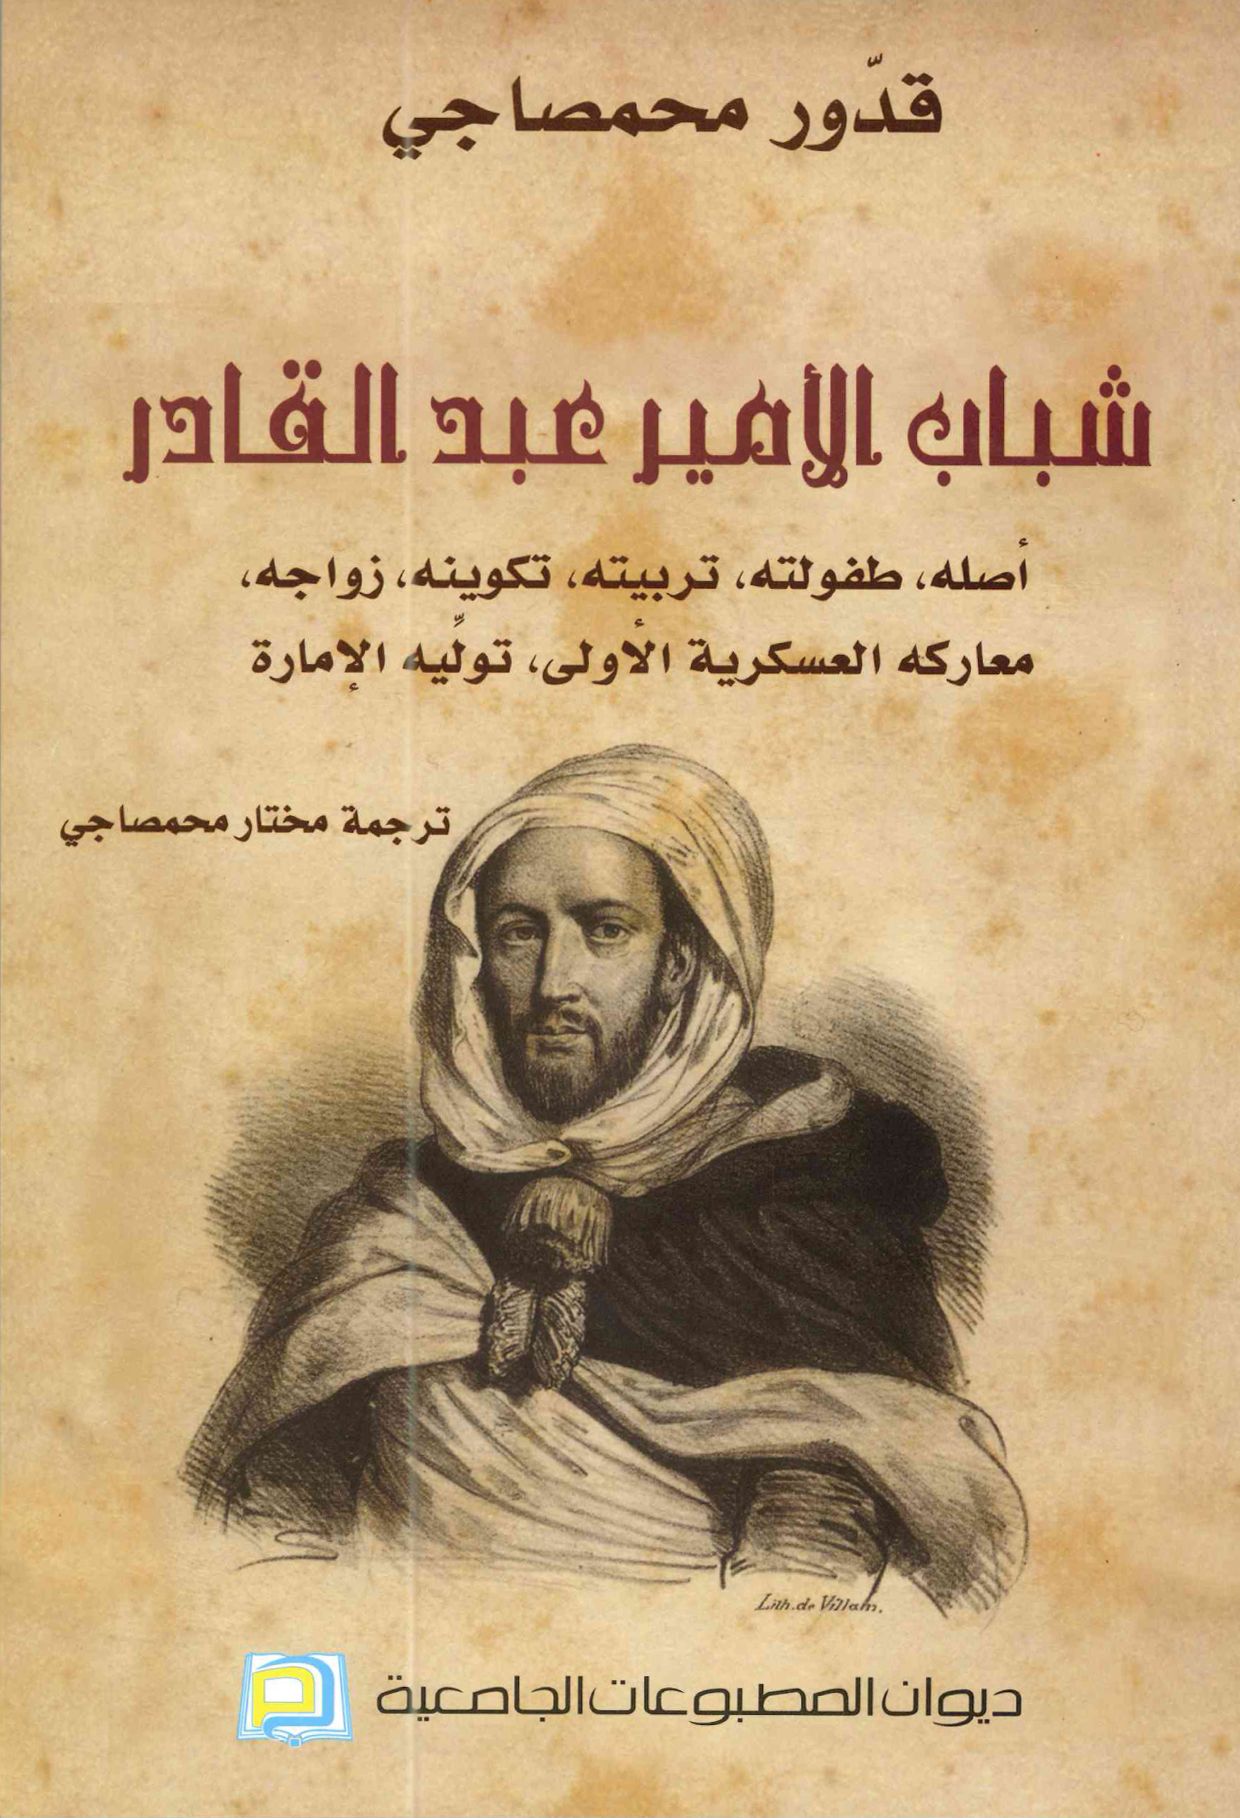 قدّور محمصاجي
شباب الأمير عبد القادر
أصله، طفولته، تربيته، تكوينه، زواجه،
معاركه العسكرية الأولى، تولّيه الإمارة
ترجمة مختار محمصاجي
Lith. de Villain.
ديوان المطبوعات الجامعية